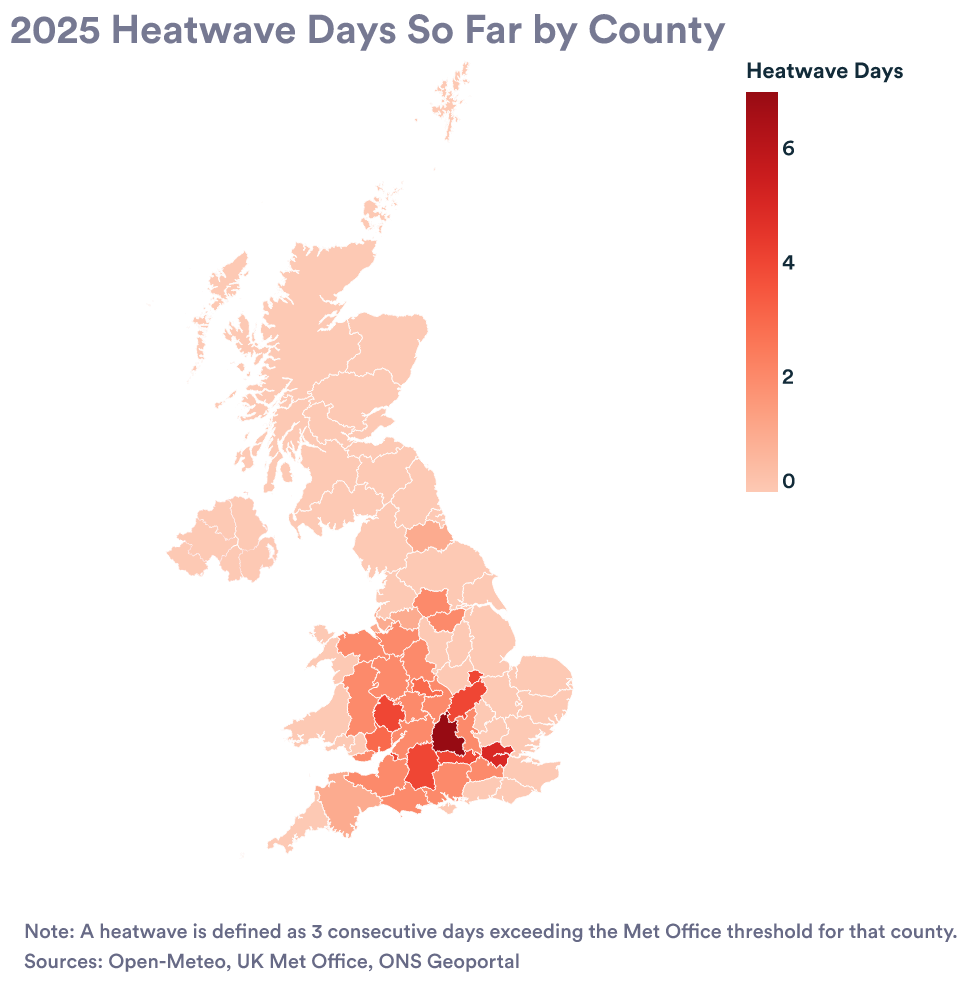 2025 Heatwave Days So Far by County
Heatwave Days
6
4
2
0
Note: A heatwave is defined as 3 consecutive days exceeding the Met Office threshold for that county.
Sources: Open-Meteo, UK Met Office, ONS Geoportal